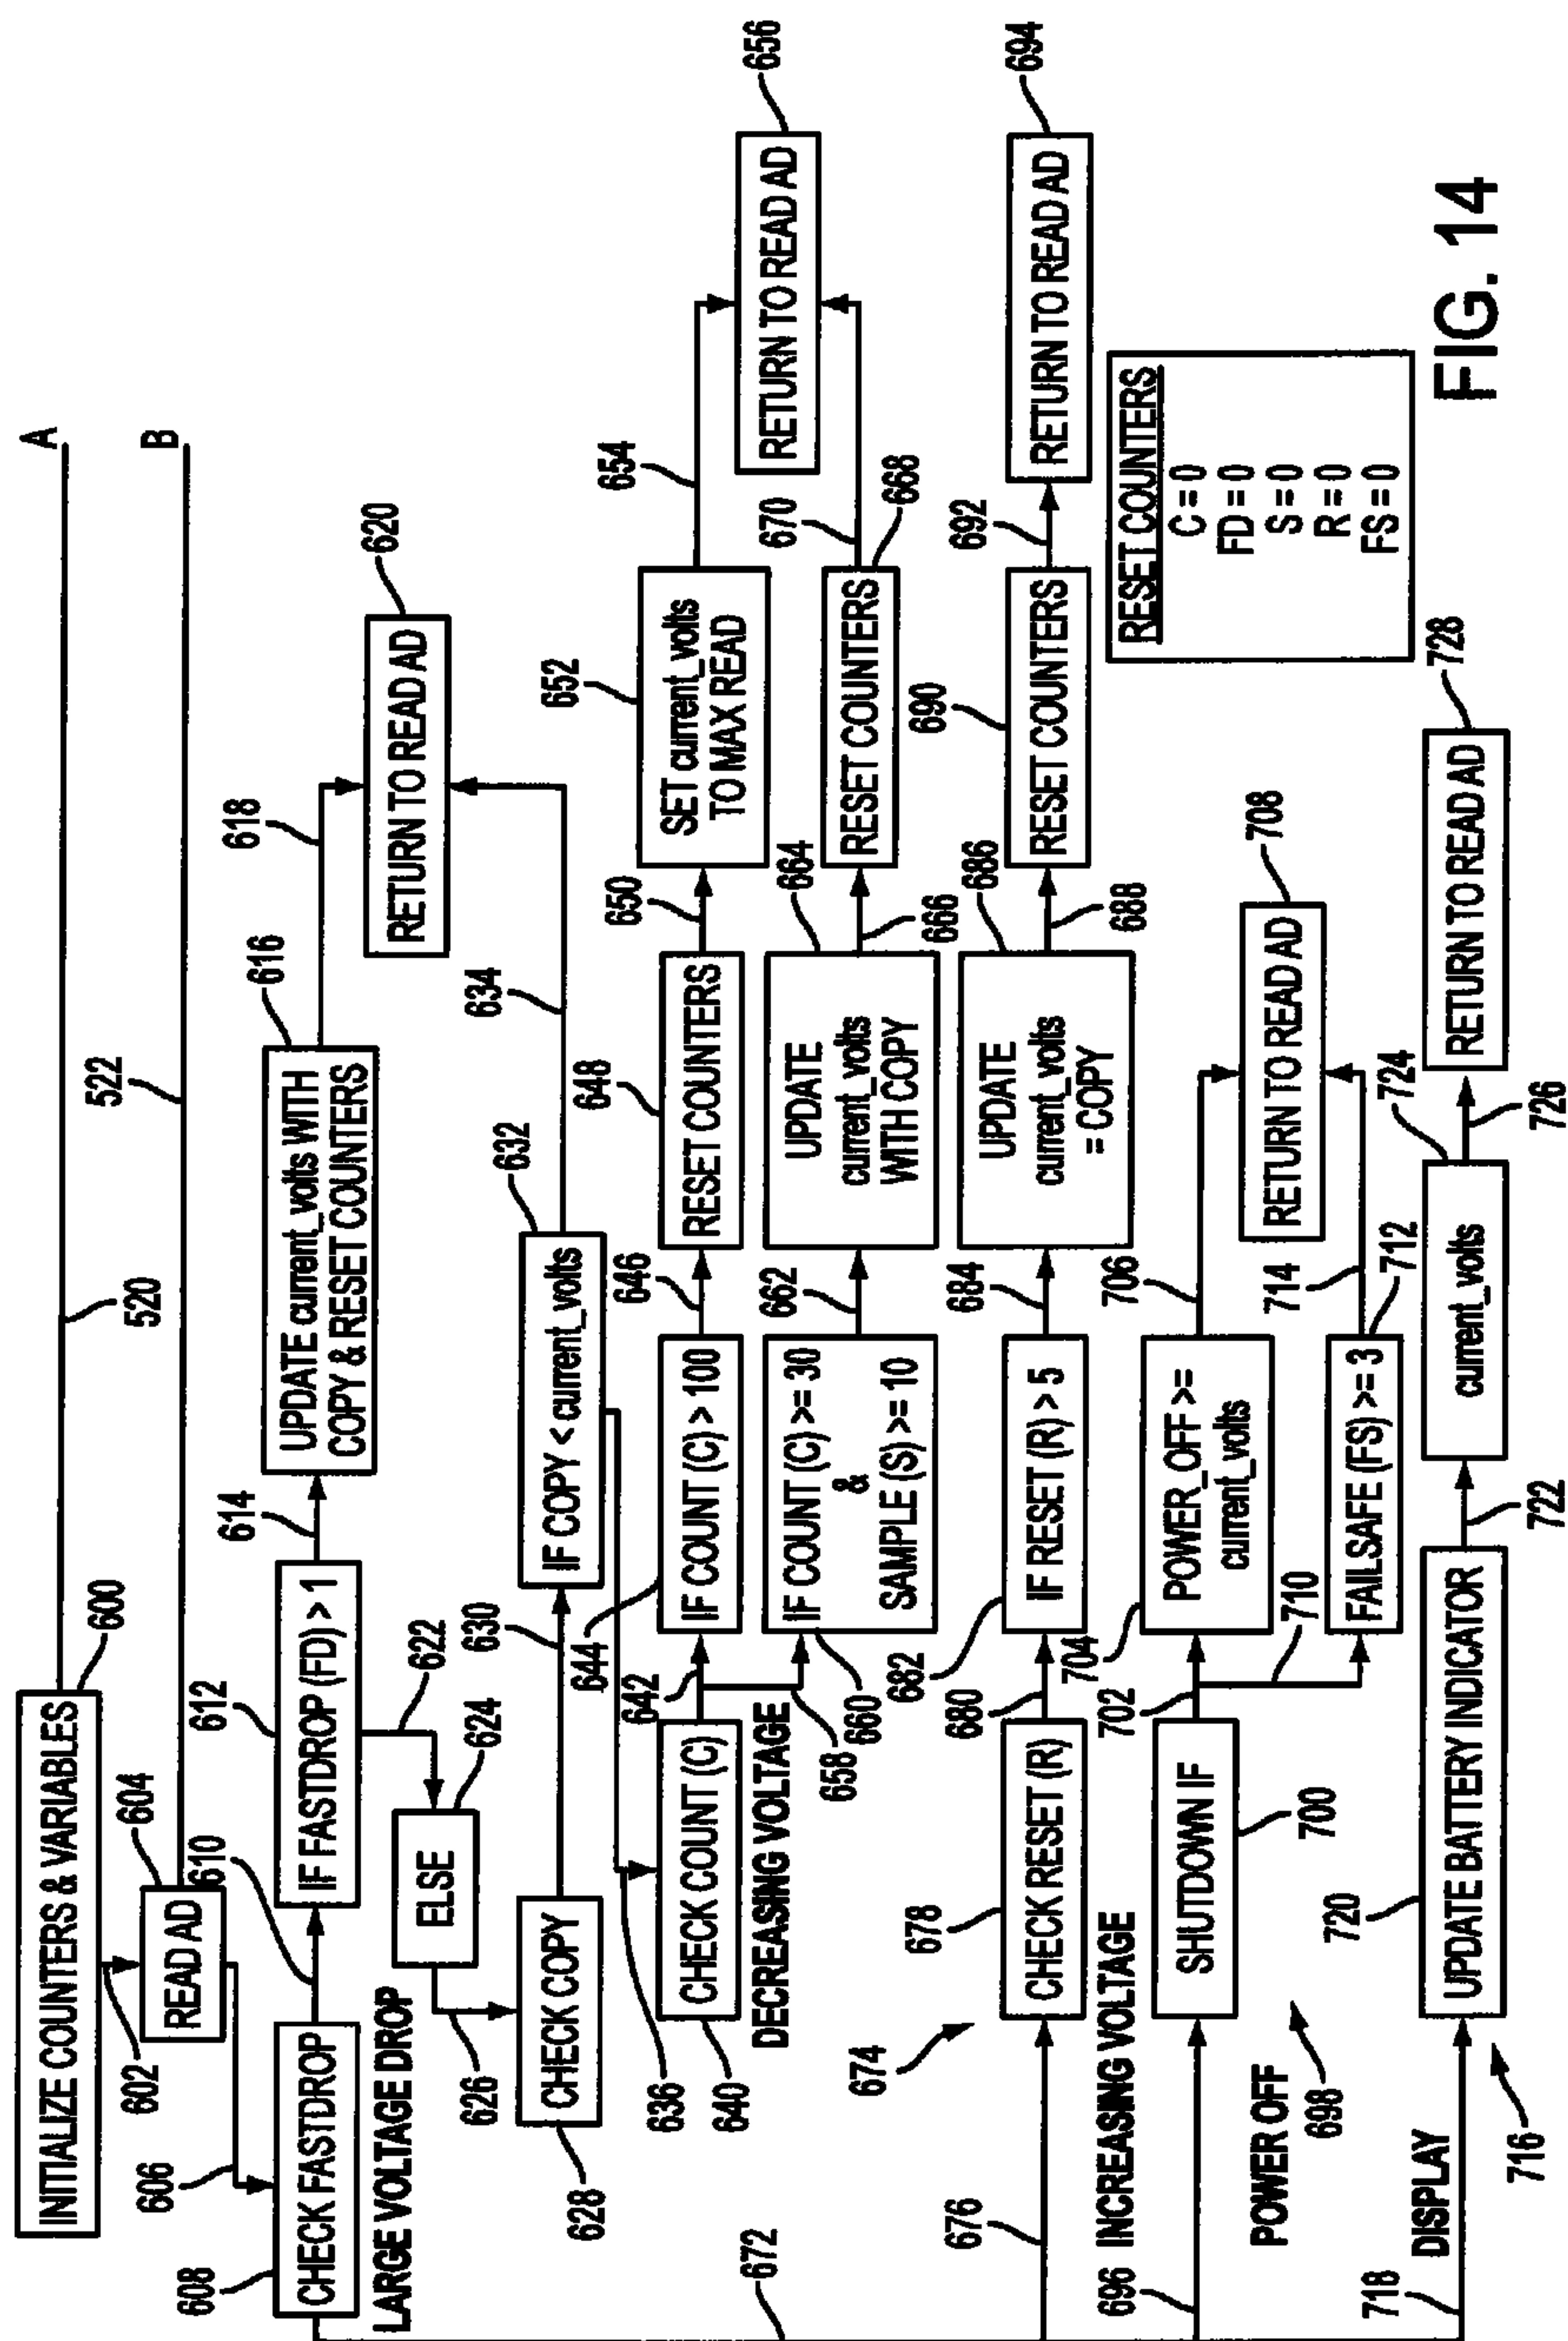 A
B
520
522
INITIALIZE COUNTERS & VARIABLES
600
602
READ AD
604
606
CHECK FASTDROP
608
610
LARGE VOLTAGE DROP
IF FASTDROP (FD) > 1
612
614
UPDATE current_volts WITH
COPY & RESET COUNTERS
616
618
RETURN TO READ AD
620
622
ELSE
624
626
CHECK COPY
628
630
IF COPY < current_volts
632
634
636
CHECK COUNT (C)
640
DECREASING VOLTAGE
642
IF COUNT (C) > 100
644
646
RESET COUNTERS
648
650
SET current_volts
TO MAX READ
652
654
RETURN TO READ AD
656
658
IF COUNT (C) >= 30
&
SAMPLE (S) >= 10
660
662
UPDATE
current_volts
WITH COPY
664
666
RESET COUNTERS
668
670
672
674
676
CHECK RESET (R)
678
INCREASING VOLTAGE
680
IF RESET (R) > 5
682
684
UPDATE
current_volts
= COPY
686
688
RESET COUNTERS
690
692
RETURN TO READ AD
694
696
SHUTDOWN IF
700
POWER OFF
698
702
POWER_OFF >=
current_volts
704
706
RETURN TO READ AD
708
710
FAILSAFE (FS) >= 3
712
714
DISPLAY
716
718
UPDATE BATTERY INDICATOR
720
722
current_volts
724
726
RETURN TO READ AD
728
RESET COUNTERS
C = 0
FD = 0
S = 0
R = 0
FS = 0
FIG. 14